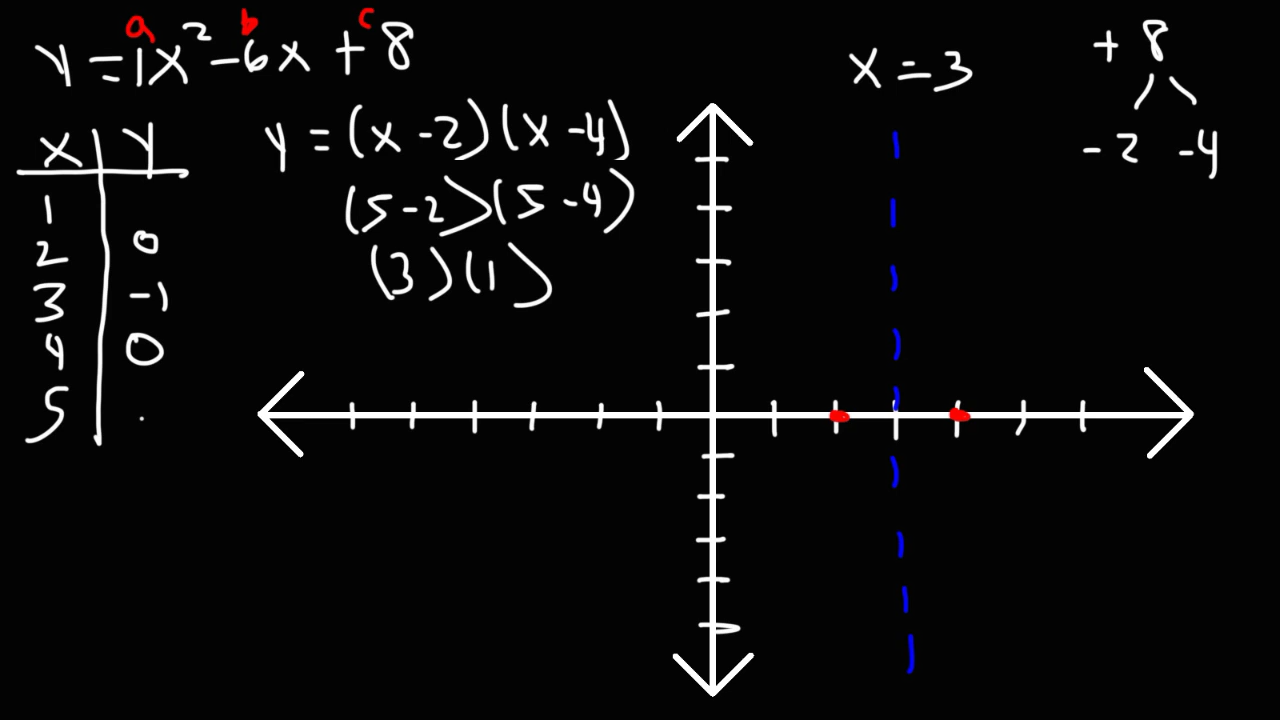 a b c
y = 1x² - 6x + 8
x = 3
+ 8
- 2 - 4
x y
1
2 0
3 -1
4 0
5 .
y = (x - 2)(x - 4)
(5 - 2)(5 - 4)
(3)(1)